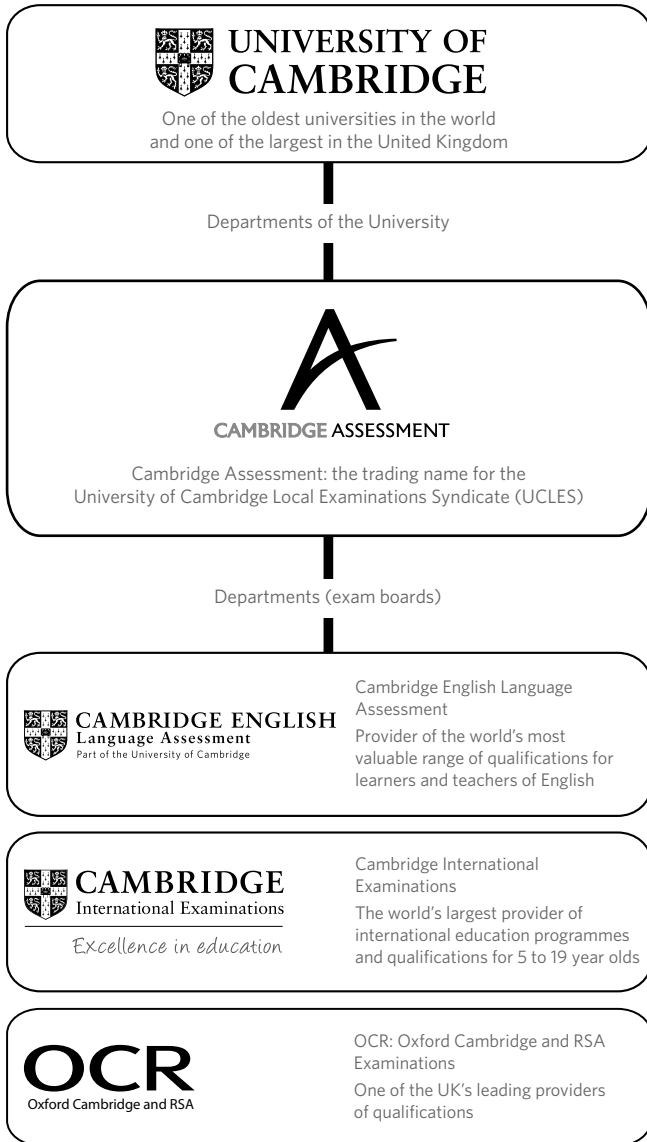 UNIVERSITY OF
CAMBRIDGE
One of the oldest universities in the world
and one of the largest in the United Kingdom
Departments of the University
CAMBRIDGE ASSESSMENT
Cambridge Assessment: the trading name for the
University of Cambridge Local Examinations Syndicate (UCLES)
Departments (exam boards)
CAMBRIDGE ENGLISH
Language Assessment
Part of the University of Cambridge
Cambridge English Language
Assessment
Provider of the world’s most
valuable range of qualifications for
learners and teachers of English
CAMBRIDGE
International Examinations
Excellence in education
Cambridge International
Examinations
The world’s largest provider of
international education programmes
and qualifications for 5 to 19 year olds
OCR
Oxford Cambridge and RSA
OCR: Oxford Cambridge and RSA
Examinations
One of the UK’s leading providers
of qualifications